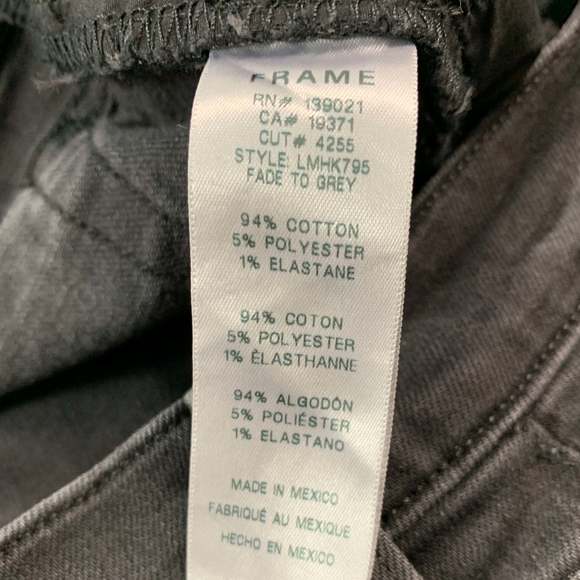 FRAME
RN# 139021
CA# 19371
CUT# 4255
STYLE: LMHK795
FADE TO GREY
94% COTTON
5% POLYESTER
1% ELASTANE
94% COTON
5% POLYESTER
1% ÉLASTHANNE
94% ALGODÓN
5% POLIÉSTER
1% ELASTANO
MADE IN MEXICO
FABRIQUÉ AU MEXIQUE
HECHO EN MEXICO